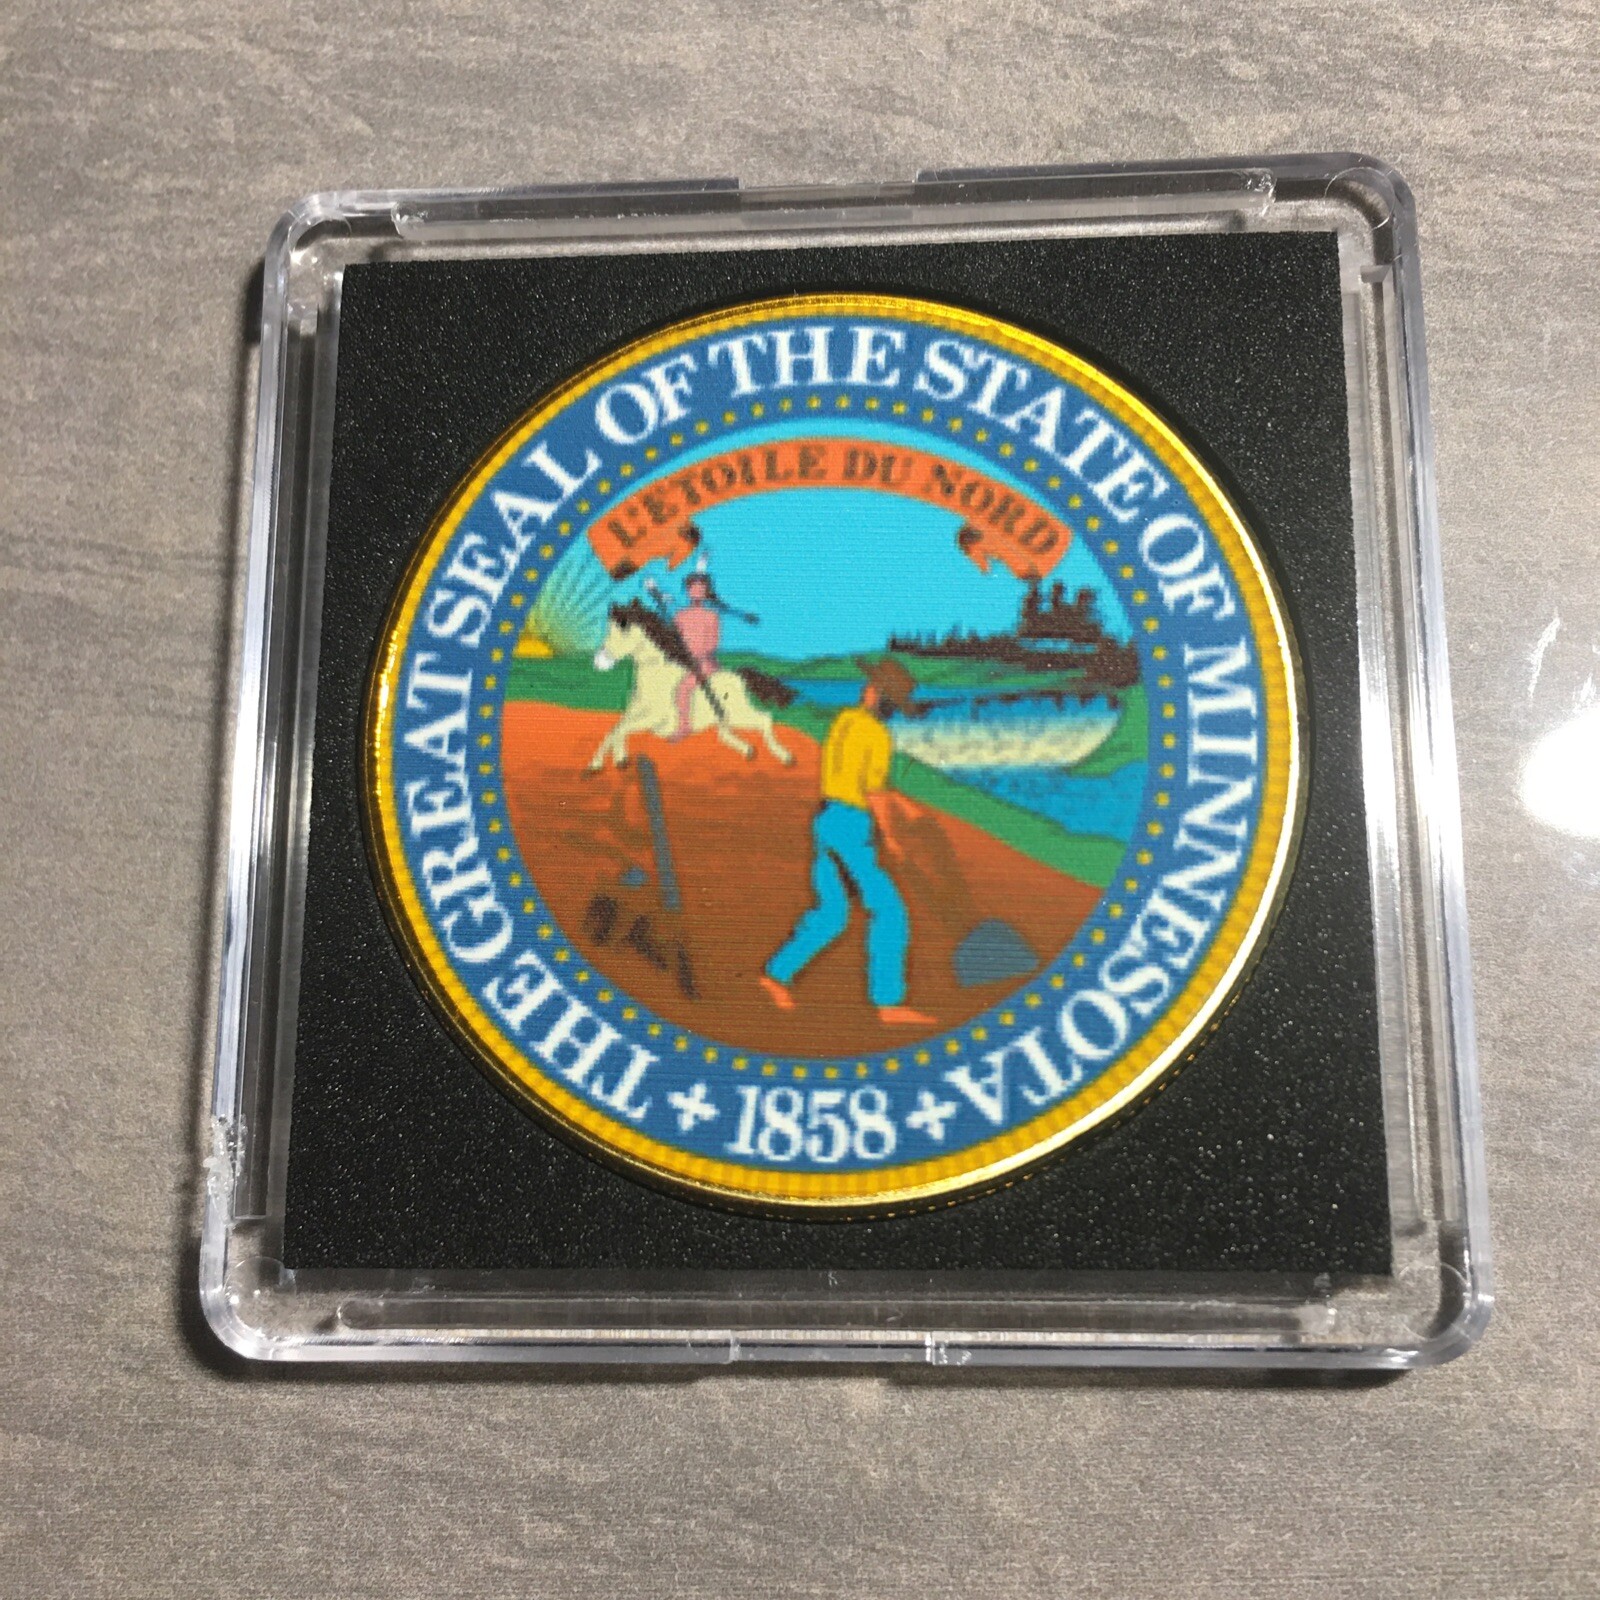 THE GREAT SEAL OF THE STATE OF MINNESOTA
L'ETOILE DU NORD
1858